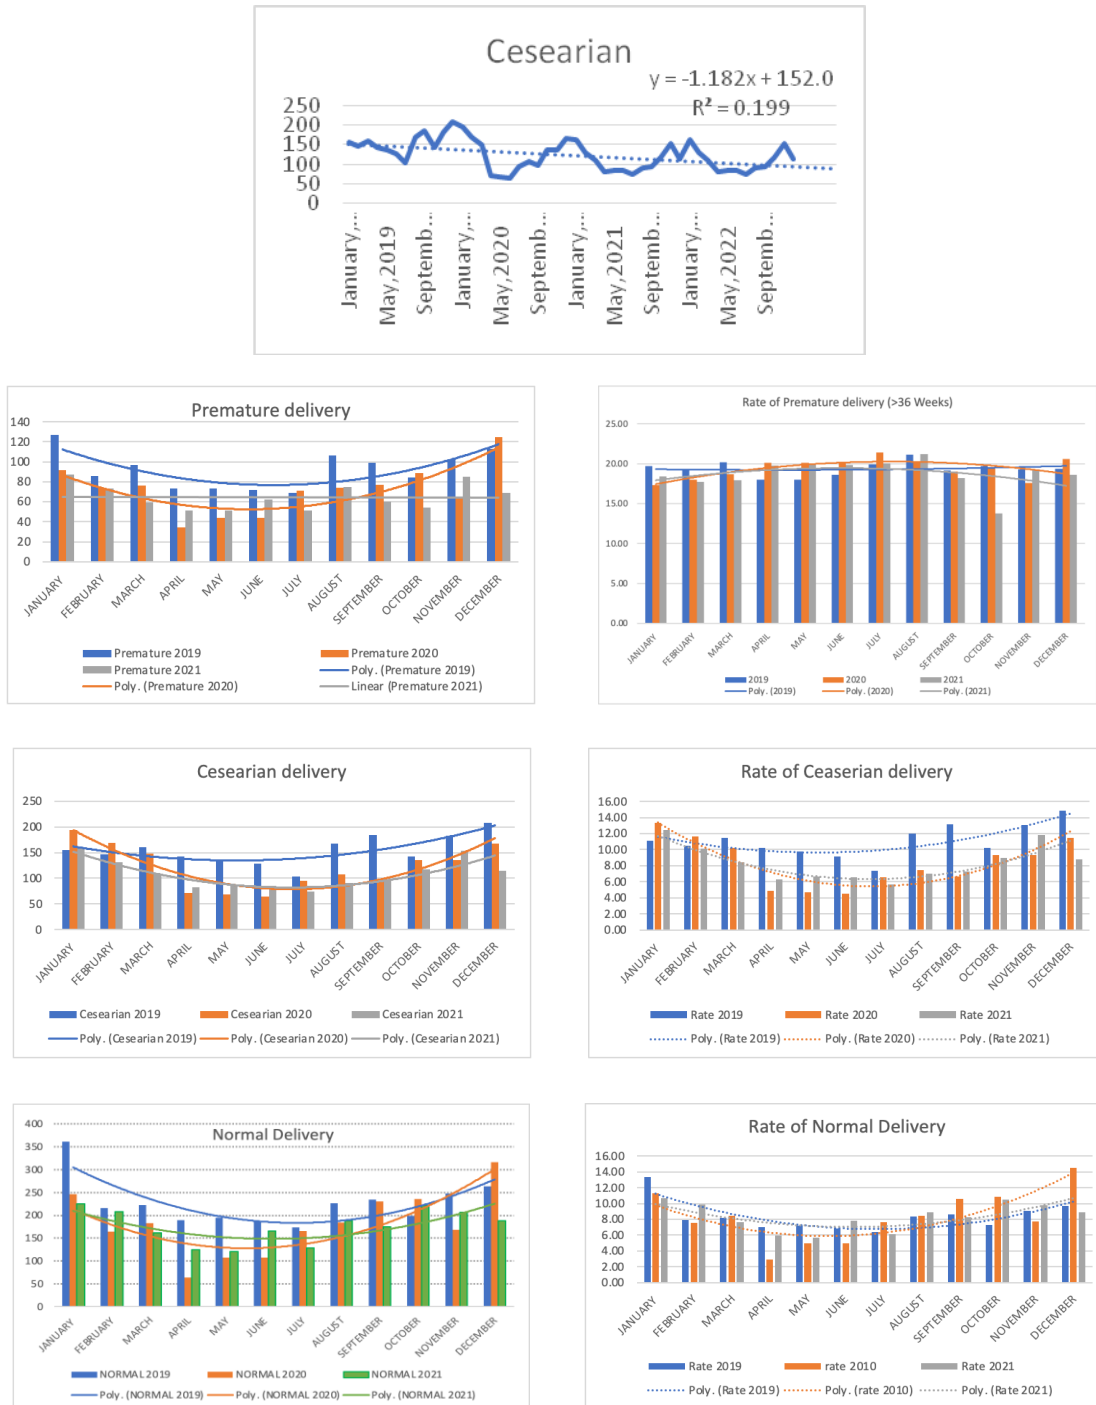 Cesearian
y = -1.182x + 152.0
R² = 0.199
250
200
150
100
50
0
January,...
May,2019
Septemb...
January,...
May,2020
Septemb...
January,...
May,2021
Septemb...
January,...
May,2022
Septemb...
Premature delivery
140
120
100
80
60
40
20
0
JANUARY
FEBRUARY
MARCH
APRIL
MAY
JUNE
JULY
AUGUST
SEPTEMBER
OCTOBER
NOVEMBER
DECEMBER
Premature 2019
Premature 2020
Premature 2021
Poly. (Premature 2019)
Poly. (Premature 2020)
Linear (Premature 2021)
Rate of Premature delivery (>36 Weeks)
25.00
20.00
15.00
10.00
5.00
0.00
JANUARY
FEBRUARY
MARCH
APRIL
MAY
JUNE
JULY
AUGUST
SEPTEMBER
OCTOBER
NOVEMBER
DECEMBER
2019
2020
2021
Poly. (2019)
Poly. (2020)
Poly. (2021)
Cesearian delivery
250
200
150
100
50
0
JANUARY
FEBRUARY
MARCH
APRIL
MAY
JUNE
JULY
AUGUST
SEPTEMBER
OCTOBER
NOVEMBER
DECEMBER
Cesearian 2019
Cesearian 2020
Cesearian 2021
Poly. (Cesearian 2019)
Poly. (Cesearian 2020)
Poly. (Cesearian 2021)
Rate of Ceaserian delivery
16.00
14.00
12.00
10.00
8.00
6.00
4.00
2.00
0.00
JANUARY
FEBRUARY
MARCH
APRIL
MAY
JUNE
JULY
AUGUST
SEPTEMBER
OCTOBER
NOVEMBER
DECEMBER
Rate 2019
Rate 2020
Rate 2021
Poly. (Rate 2019)
Poly. (Rate 2020)
Poly. (Rate 2021)
Normal Delivery
400
350
300
250
200
150
100
50
0
JANUARY
FEBRUARY
MARCH
APRIL
MAY
JUNE
JULY
AUGUST
SEPTEMBER
OCTOBER
NOVEMBER
DECEMBER
NORMAL 2019
NORMAL 2020
NORMAL 2021
Poly. (NORMAL 2019)
Poly. (NORMAL 2020)
Poly. (NORMAL 2021)
Rate of Normal Delivery
16.00
14.00
12.00
10.00
8.00
6.00
4.00
2.00
0.00
JANUARY
FEBRUARY
MARCH
APRIL
MAY
JUNE
JULY
AUGUST
SEPTEMBER
OCTOBER
NOVEMBER
DECEMBER
Rate 2019
rate 2010
Rate 2021
Poly. (Rate 2019)
Poly. (rate 2010)
Poly. (Rate 2021)